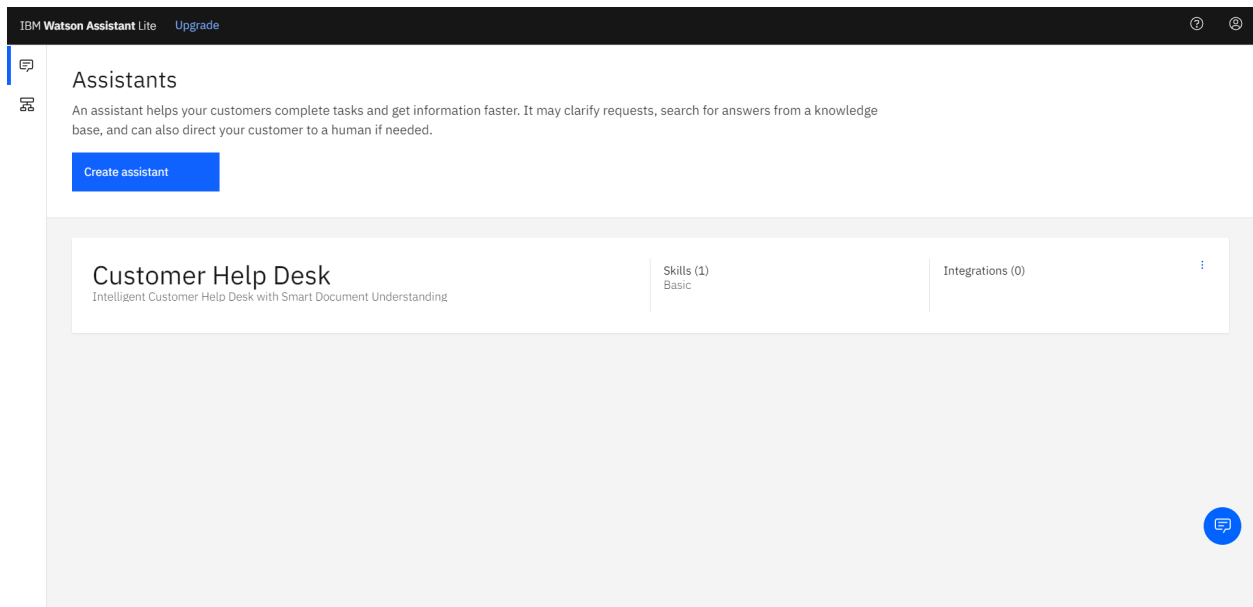 IBM Watson Assistant Lite Upgrade
Assistants
An assistant helps your customers complete tasks and get information faster. It may clarify requests, search for answers from a knowledge
base, and can also direct your customer to a human if needed.
Create assistant
Customer Help Desk
Intelligent Customer Help Desk with Smart Document Understanding
Skills (1)
Basic
Integrations (0)